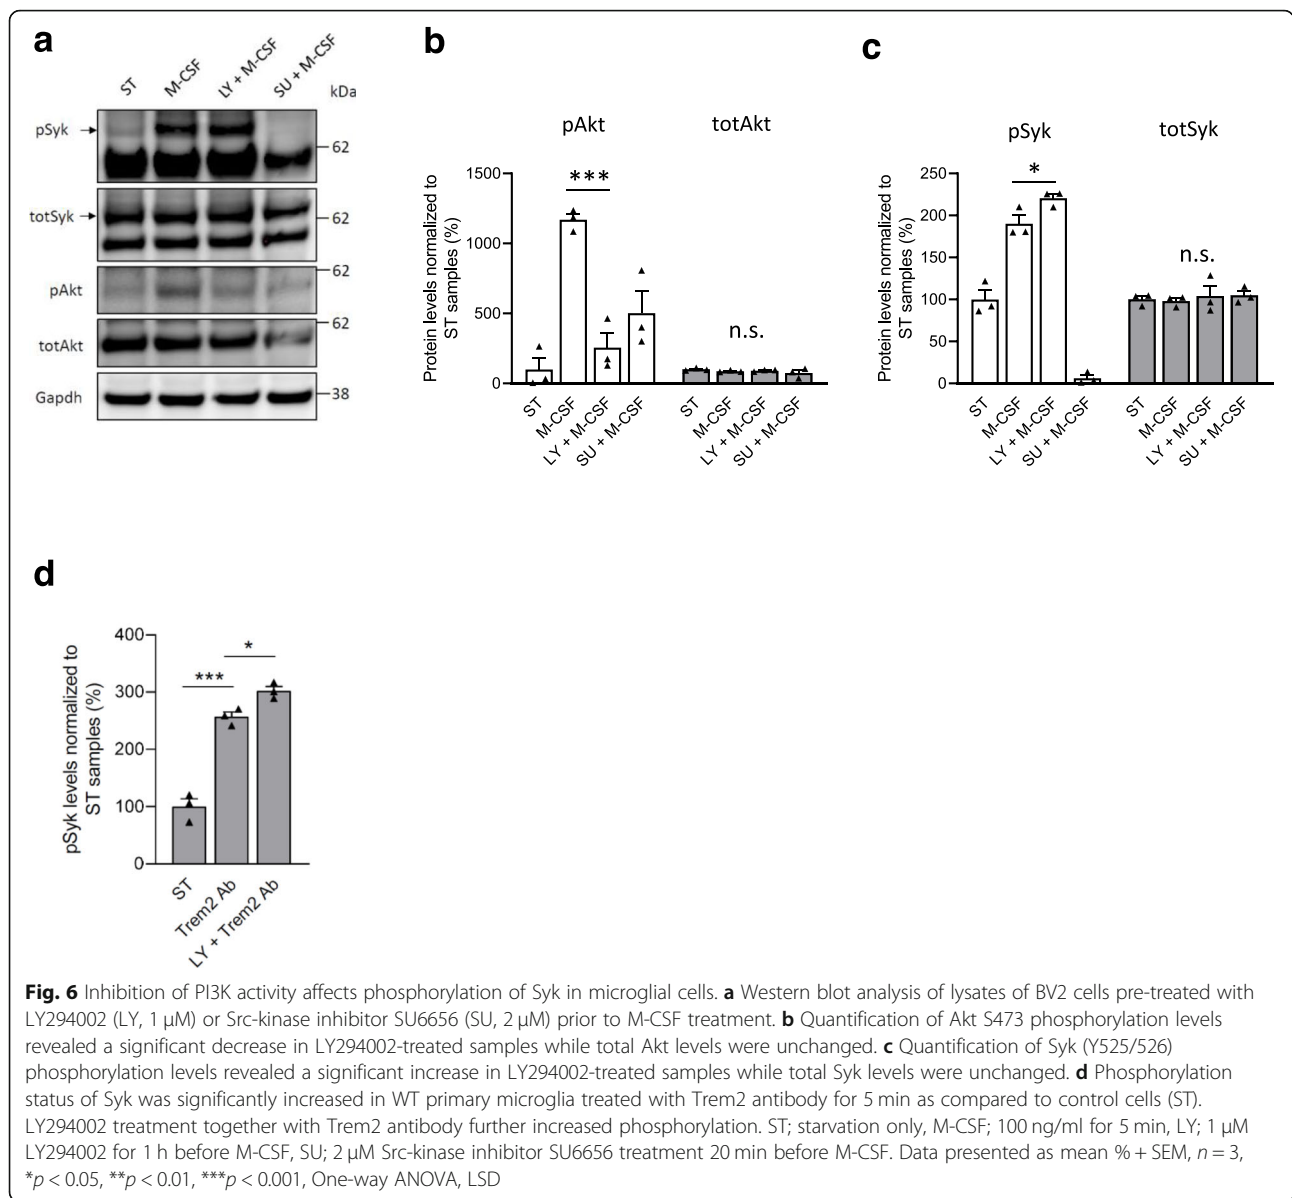 a
ST
M-CSF
LY + M-CSF
SU + M-CSF
kDa
pSyk
62
totSyk
62
pAkt
62
totAkt
62
Gapdh
38
b
pAkt
totAkt
Protein levels normalized to
ST samples (%)
1500
1000
500
0
***
n.s.
ST
M-CSF
LY + M-CSF
SU + M-CSF
ST
M-CSF
LY + M-CSF
SU + M-CSF
c
pSyk
totSyk
Protein levels normalized to
ST samples (%)
250
200
150
100
50
0
*
n.s.
ST
M-CSF
LY + M-CSF
SU + M-CSF
ST
M-CSF
LY + M-CSF
SU + M-CSF
d
pSyk levels normalized to
ST samples (%)
400
300
200
100
0
***
*
ST
Trem2 Ab
LY + Trem2 Ab
Fig. 6 Inhibition of PI3K activity affects phosphorylation of Syk in microglial cells. a Western blot analysis of lysates of BV2 cells pre-treated with
LY294002 (LY, 1 μM) or Src-kinase inhibitor SU6656 (SU, 2 μM) prior to M-CSF treatment. b Quantification of Akt S473 phosphorylation levels
revealed a significant decrease in LY294002-treated samples while total Akt levels were unchanged. c Quantification of Syk (Y525/526)
phosphorylation levels revealed a significant increase in LY294002-treated samples while total Syk levels were unchanged. d Phosphorylation
status of Syk was significantly increased in WT primary microglia treated with Trem2 antibody for 5 min as compared to control cells (ST).
LY294002 treatment together with Trem2 antibody further increased phosphorylation. ST; starvation only, M-CSF; 100 ng/ml for 5 min, LY; 1 μM
LY294002 for 1 h before M-CSF, SU; 2 μM Src-kinase inhibitor SU6656 treatment 20 min before M-CSF. Data presented as mean % + SEM, n = 3,
*p < 0.05, **p < 0.01, ***p < 0.001, One-way ANOVA, LSD